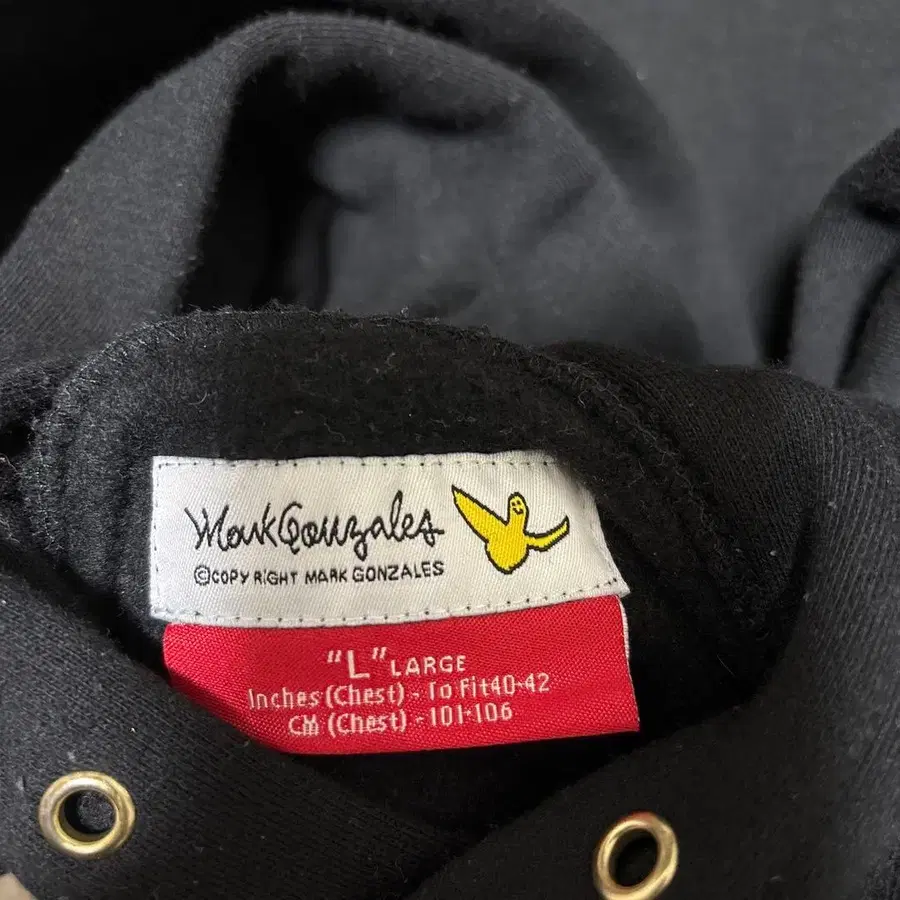 Mark Gonzales
©COPY RIGHT MARK GONZALES
"L" LARGE
Inches (Chest) - To Fit 40-42
CM (Chest) - 101-106